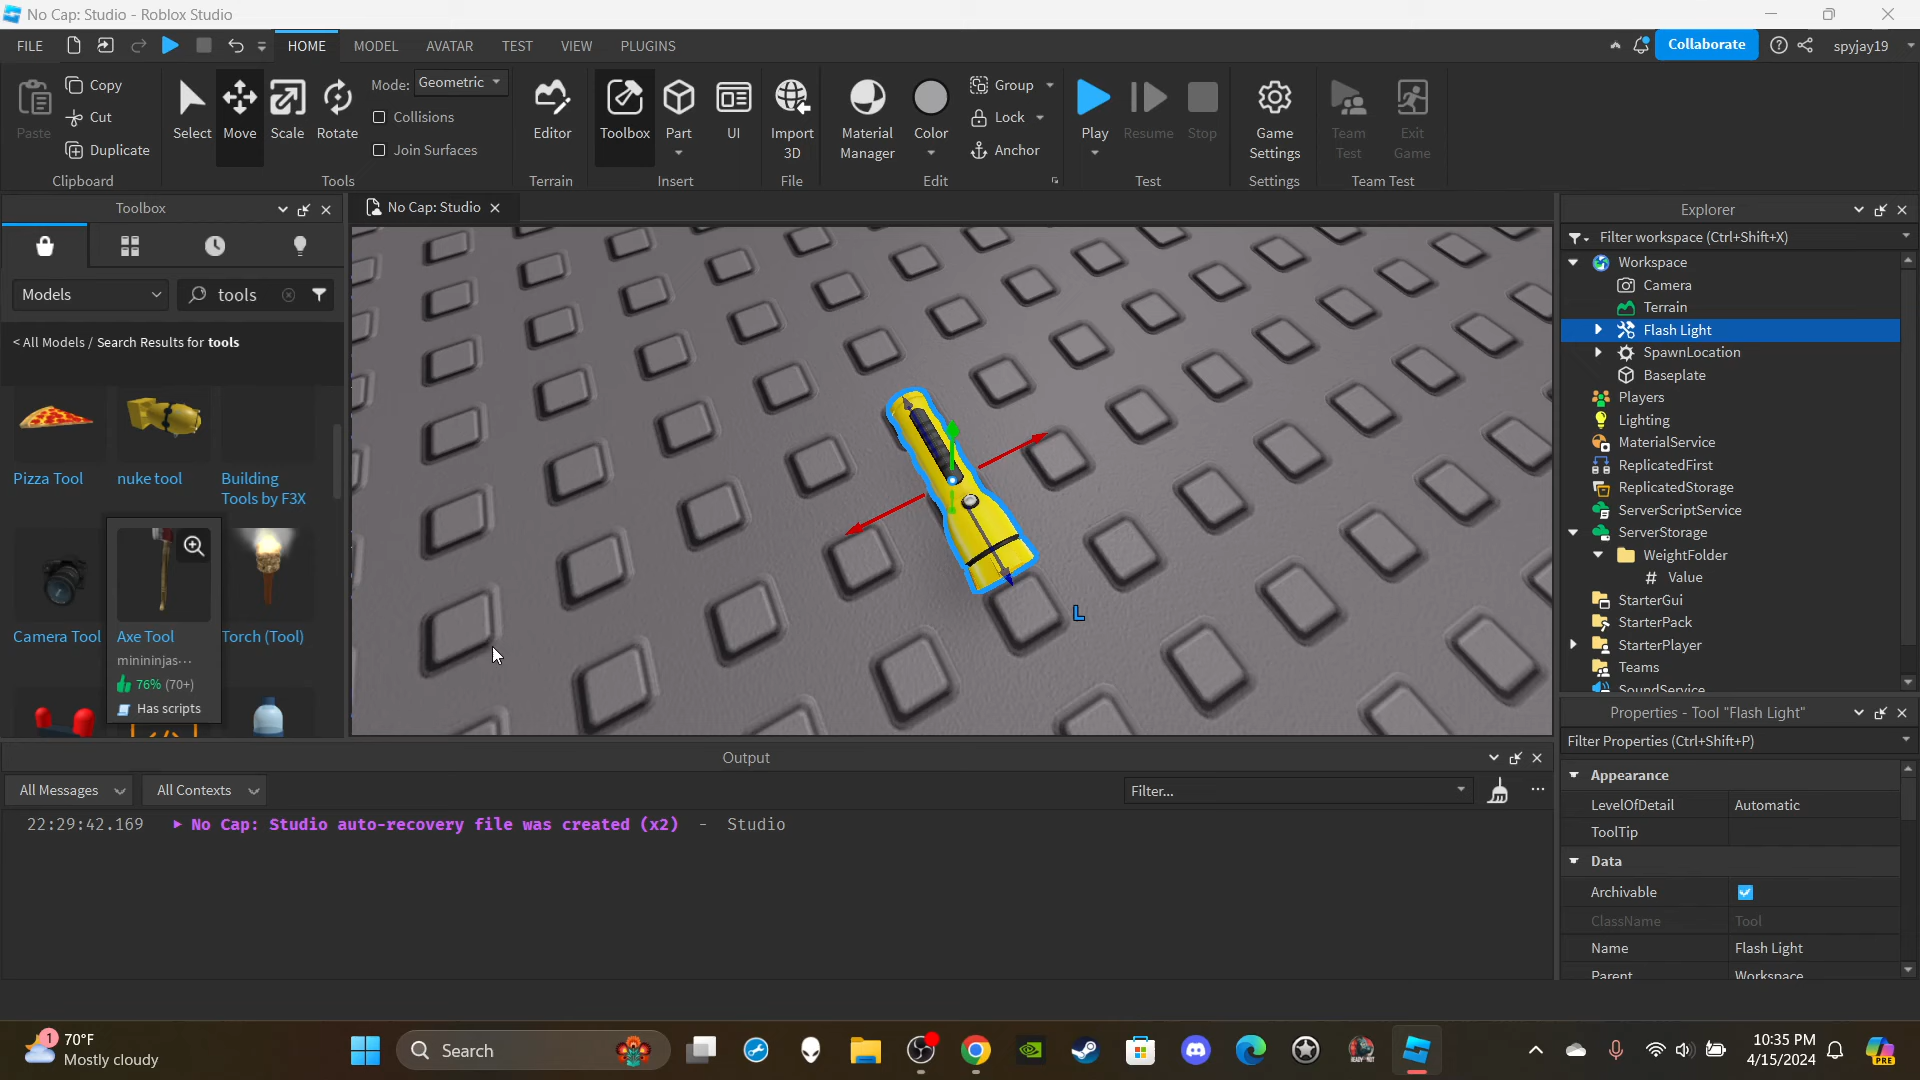 No Cap: Studio - Roblox Studio
FILE
HOME
MODEL
AVATAR
TEST
VIEW
PLUGINS
Collaborate
spyjay19
Paste
Copy
Cut
Duplicate
Clipboard
Select
Move
Scale
Rotate
Mode: Geometric
Collisions
Join Surfaces
Tools
Editor
Terrain
Toolbox
Part
UI
Insert
Import
3D
File
Material
Manager
Color
Group
Lock
Anchor
Edit
Play
Resume
Stop
Test
Game
Settings
Settings
Team
Test
Exit
Game
Team Test
Toolbox
Models
tools
< All Models / Search Results for tools
Pizza Tool
nuke tool
Building
Tools by F3X
Camera Tool
Axe Tool
Torch (Tool)
minininjas...
76% (70+)
Has scripts
No Cap: Studio
L
Explorer
Filter workspace (Ctrl+Shift+X)
Workspace
Camera
Terrain
Flash Light
SpawnLocation
Baseplate
Players
Lighting
MaterialService
ReplicatedFirst
ReplicatedStorage
ServerScriptService
ServerStorage
WeightFolder
# Value
StarterGui
StarterPack
StarterPlayer
Teams
SoundService
Properties - Tool "Flash Light"
Filter Properties (Ctrl+Shift+P)
Appearance
LevelOfDetail Automatic
ToolTip
Data
Archivable
ClassName Tool
Name Flash Light
Parent Workspace
Output
All Messages
All Contexts
Filter...
22:29:42.169 No Cap: Studio auto-recovery file was created (x2) - Studio
1
70°F
Mostly cloudy
Search
READY OR NOT
10:35 PM
4/15/2024
PRE